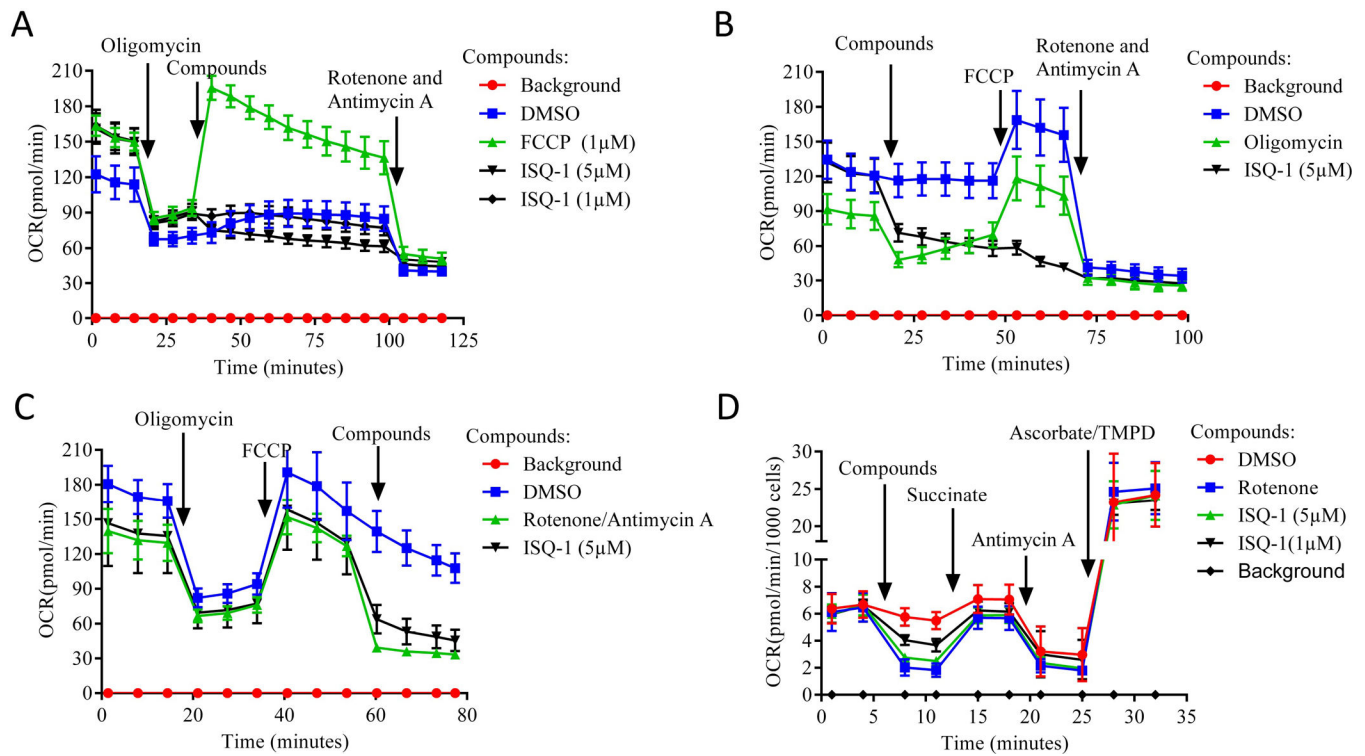 A
Oligomycin
Compounds
Rotenone and
Antimycin A
Compounds:
Background
DMSO
FCCP (1µM)
ISQ-1 (5µM)
ISQ-1 (1µM)
OCR(pmol/min)
210
180
150
120
90
60
30
0
0 25 50 75 100 125
Time (minutes)
B
Compounds
FCCP
Rotenone and
Antimycin A
Compounds:
Background
DMSO
Oligomycin
ISQ-1 (5µM)
OCR(pmol/min)
210
180
150
120
90
60
30
0
0 25 50 75 100
Time (minutes)
C
Oligomycin
FCCP
Compounds
Compounds:
Background
DMSO
Rotenone/Antimycin A
ISQ-1 (5µM)
OCR(pmol/min)
210
180
150
120
90
60
30
0
0 20 40 60 80
Time (minutes)
D
Compounds
Succinate
Antimycin A
Ascorbate/TMPD
Compounds:
DMSO
Rotenone
ISQ-1 (5µM)
ISQ-1(1µM)
Background
OCR(pmol/min/1000 cells)
30
25
20
10
8
6
4
2
0
0 5 10 15 20 25 30 35
Time (minutes)